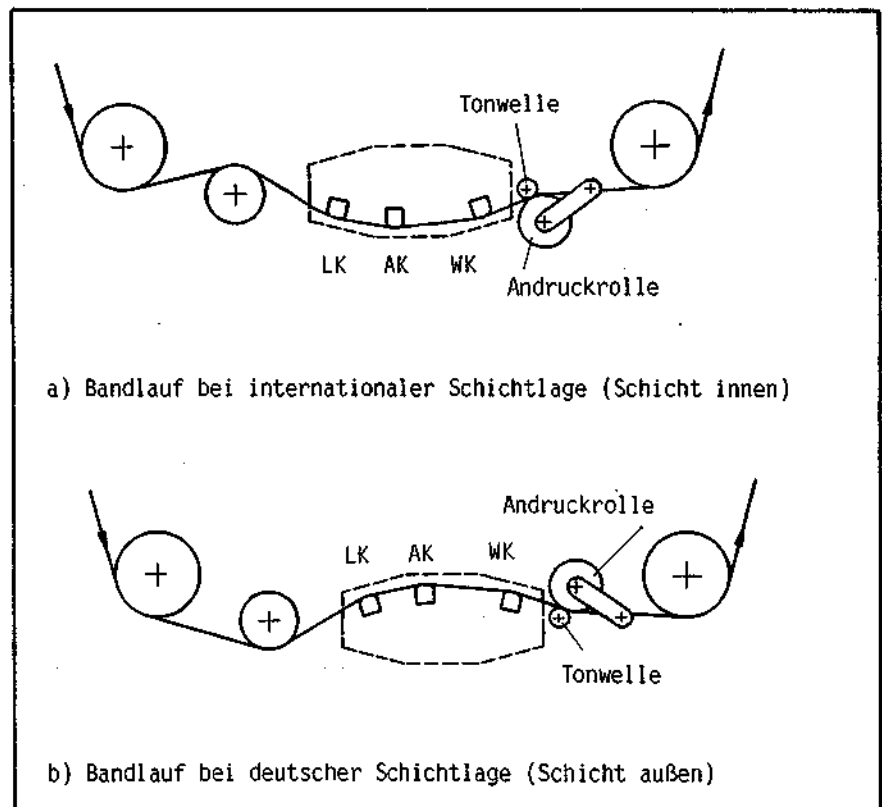 Tonwelle
LK AK WK
Andruckrolle
a) Bandlauf bei internationaler Schichtlage (Schicht innen)
Andruckrolle
LK AK WK
Tonwelle
b) Bandlauf bei deutscher Schichtlage (Schicht außen)